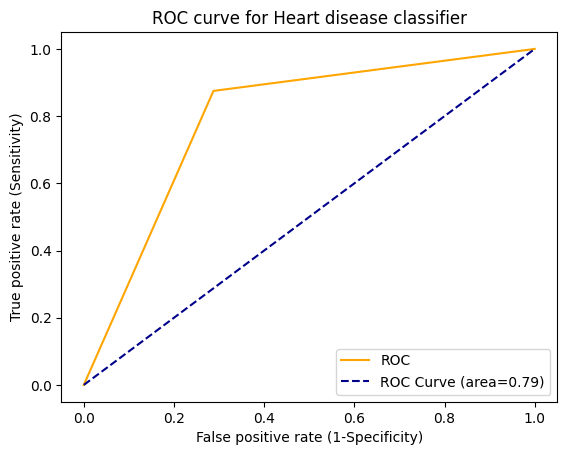 ROC curve for Heart disease classifier
True positive rate (Sensitivity)
1.0
0.8
0.6
0.4
0.2
0.0
0.0
0.2
0.4
0.6
0.8
1.0
False positive rate (1-Specificity)
ROC
ROC Curve (area=0.79)